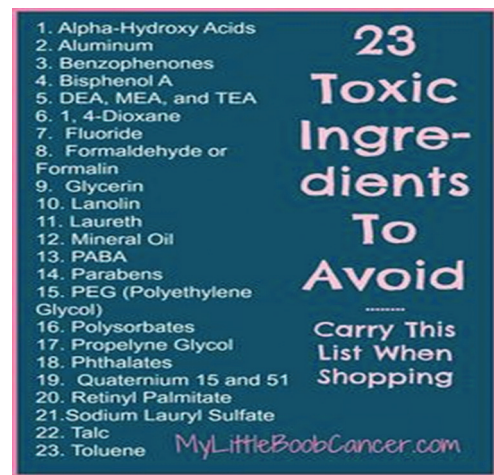 1. Alpha-Hydroxy Acids
2. Aluminum
3. Benzophenones
4. Bisphenol A
5. DEA, MEA, and TEA
6. 1, 4-Dioxane
7. Fluoride
8. Formaldehyde or
Formalin
9. Glycerin
10. Lanolin
11. Laureth
12. Mineral Oil
13. PABA
14. Parabens
15. PEG (Polyethylene
Glycol)
16. Polysorbates
17. Propelyne Glycol
18. Phthalates
19. Quaternium 15 and 51
20. Retinyl Palmitate
21.Sodium Lauryl Sulfate
22. Talc
23. Toluene
23
Toxic
Ingre-
dients
To
Avoid
--------
Carry This
List When
Shopping
MyLittleBoobCancer.com